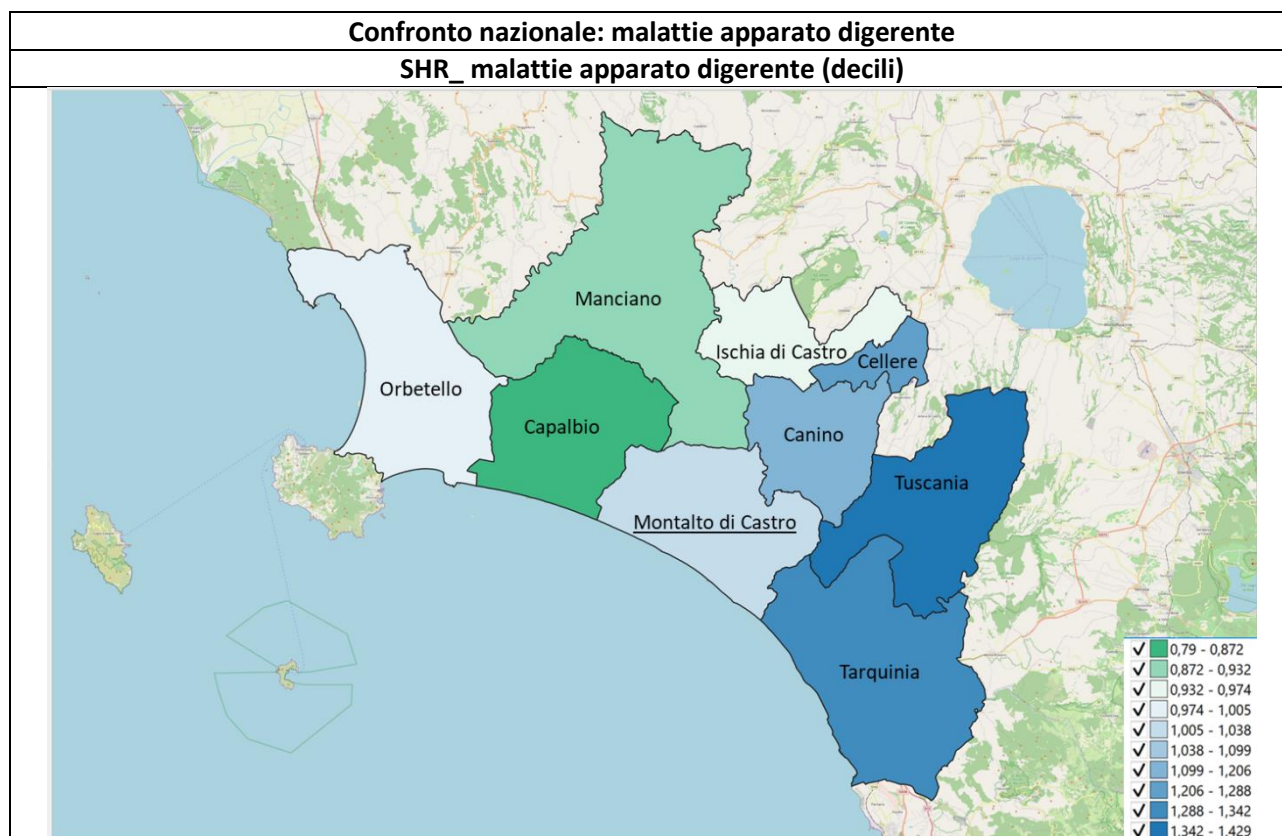 Confronto nazionale: malattie apparato digerente
SHR_ malattie apparato digerente (decili)
Manciano
Ischia di Castro
Cellere
Orbetello
Capalbio
Canino
Tuscania
Montalto di Castro
Tarquinia
0,79 - 0,872
0,872 - 0,932
0,932 - 0,974
0,974 - 1,005
1,005 - 1,038
1,038 - 1,099
1,099 - 1,206
1,206 - 1,288
1,288 - 1,342
1,342 - 1,429